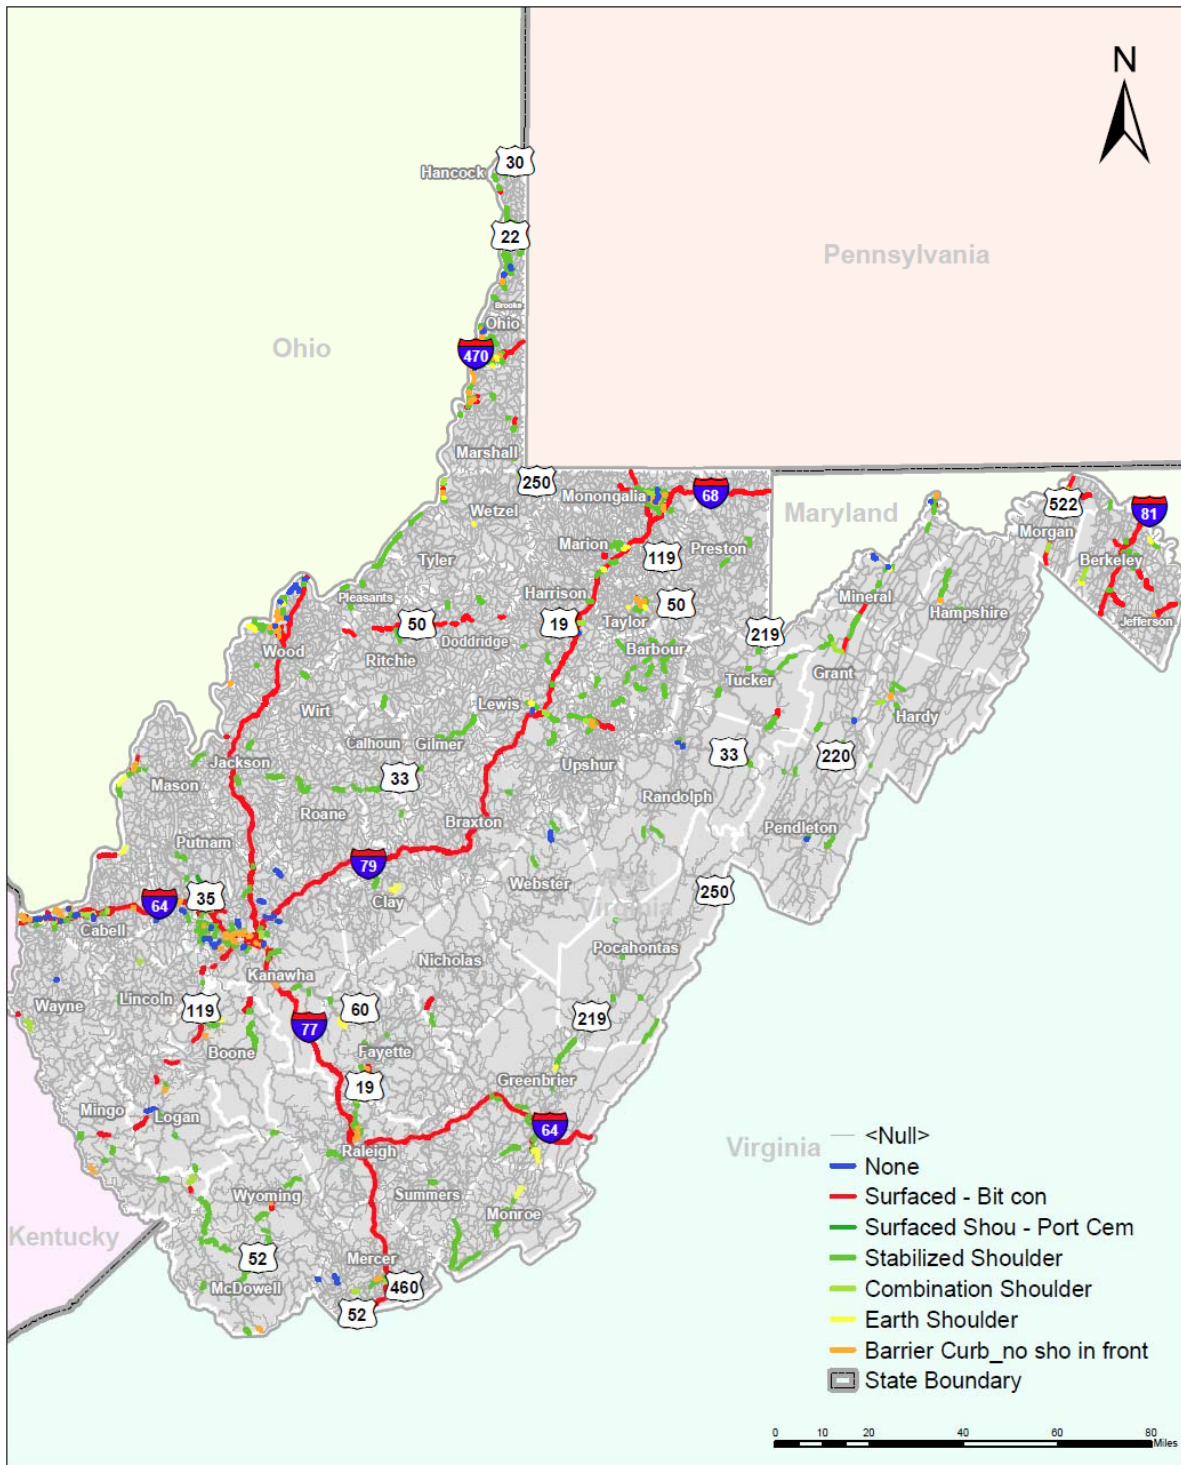 N
30
Hancock
22
Pennsylvania
Brooke
Ohio
Ohio
470
Marshall
250
Monongalia
68
522
81
Wetzel
Maryland
Morgan
Marion
119
Preston
Berkeley
Tyler
Harrison
Mineral
Pleasants
50
Hampshire
50
Doddridge
19
Taylor
219
Jefferson
Wood
Ritchie
Barbour
Tucker
Grant
Wirt
Lewis
Hardy
Calhoun
Gilmer
33
220
Jackson
Upshur
Mason
33
Randolph
Roane
Braxton
Pendleton
Putnam
79
Webster
250
64
35
Clay
Cabell
Pocahontas
Nicholas
Kanawha
Wayne
Lincoln
119
60
219
77
Boone
Fayette
19
Greenbrier
Mingo
Logan
64
Virginia
Raleigh
Wyoming
Summers
Monroe
Kentucky
52
Mercer
McDowell
460
52
<Null>
None
Surfaced - Bit con
Surfaced Shou - Port Cem
Stabilized Shoulder
Combination Shoulder
Earth Shoulder
Barrier Curb_no sho in front
State Boundary
0 10 20 40 60 80
Miles